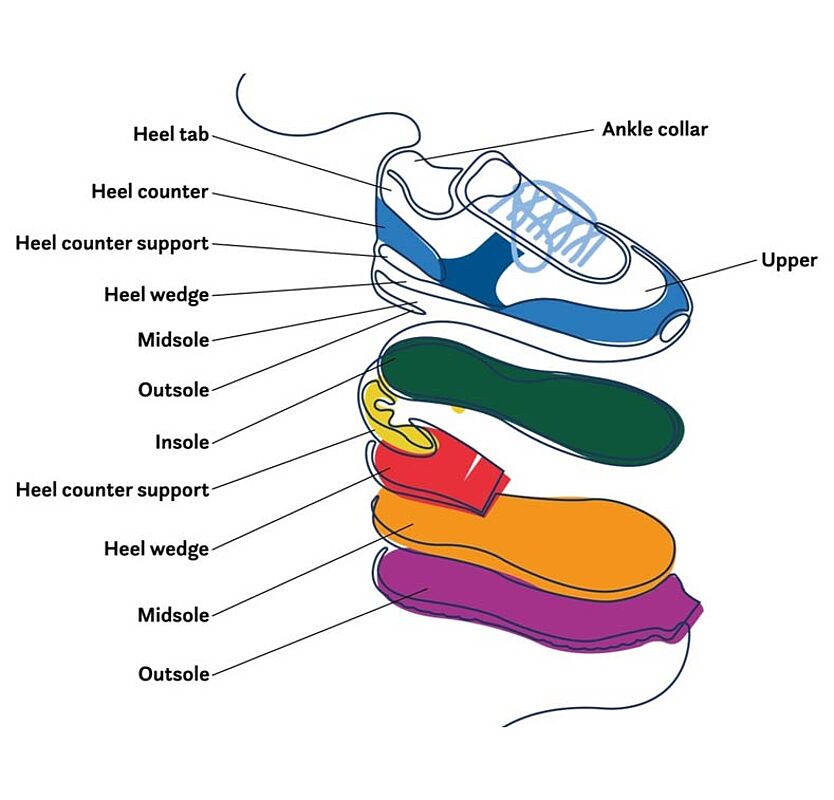 Heel tab
Ankle collar
Heel counter
Heel counter support
Upper
Heel wedge
Midsole
Outsole
Insole
Heel counter support
Heel wedge
Midsole
Outsole